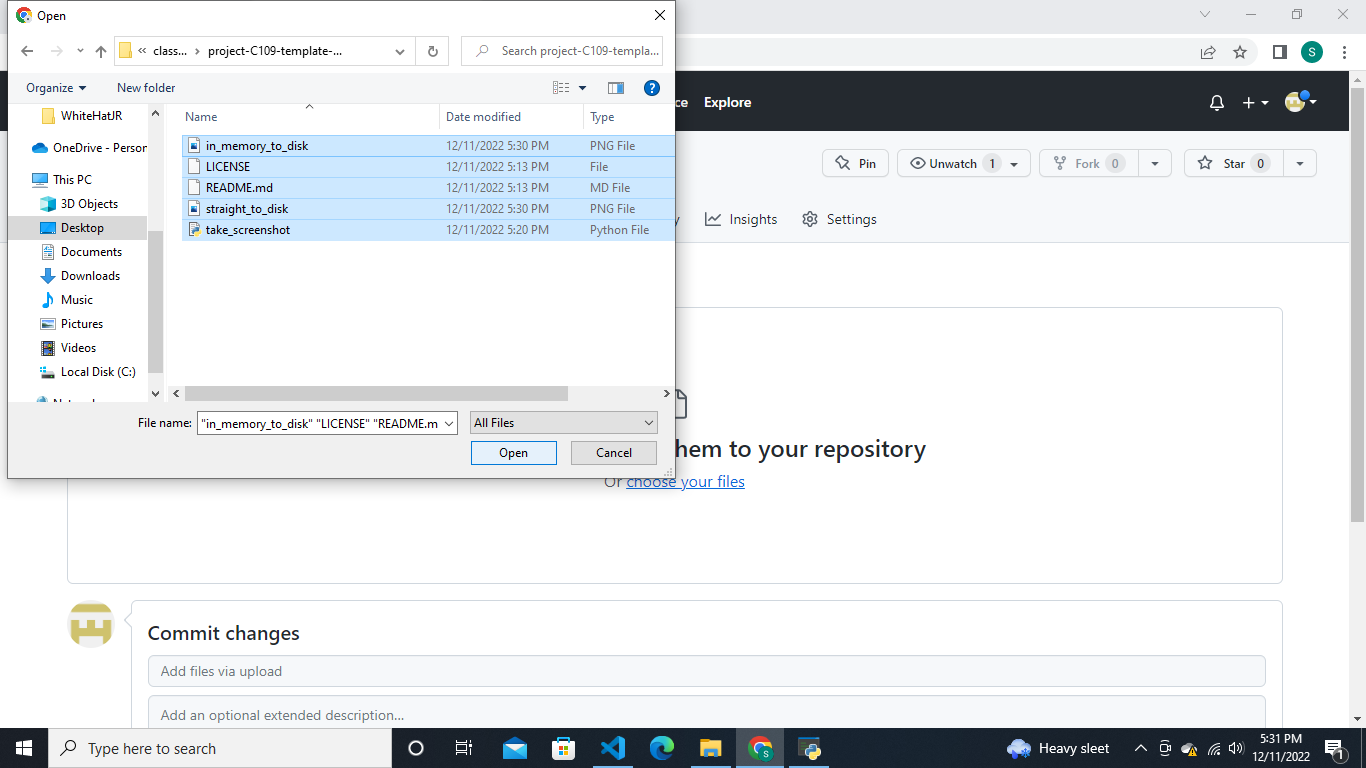 Open
class...
project-C109-template-...
Search project-C109-templa...
S
Organize
New folder
Explore
Name
Date modified
Type
WhiteHatJR
OneDrive - Person
This PC
3D Objects
Desktop
Documents
Downloads
Music
Pictures
Videos
Local Disk (C:)
in_memory_to_disk 12/11/2022 5:30 PM PNG File
LICENSE 12/11/2022 5:13 PM File
README.md 12/11/2022 5:13 PM MD File
straight_to_disk 12/11/2022 5:30 PM PNG File
take_screenshot 12/11/2022 5:20 PM Python File
Pin
Unwatch 1
Fork 0
Star 0
Insights
Settings
File name:
"in_memory_to_disk" "LICENSE" "README.m
All Files
Open
Cancel
hem to your repository
Or choose your files
Commit changes
Add files via upload
Add an optional extended description...
Type here to search
S
Heavy sleet
5:31 PM
12/11/2022
1